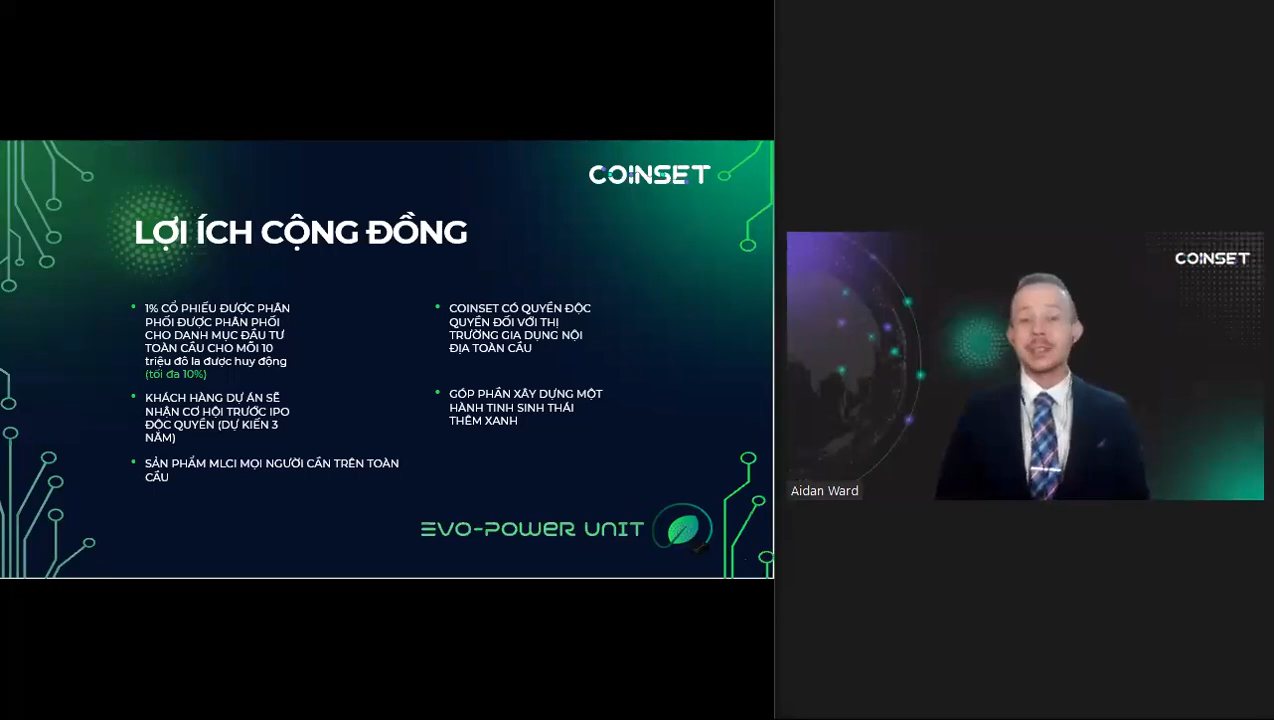 COINSET
LỢI ÍCH CỘNG ĐỒNG
1% CỔ PHIẾU ĐƯỢC PHÂN
PHỐI ĐƯỢC PHÂN PHỐI
CHO DANH MỤC ĐẦU TƯ
TOÀN CẦU CHO MỖI 10
triệu đô la được huy động
(tối đa 10%)
KHÁCH HÀNG DỰ ÁN SẼ
NHẬN CƠ HỘI TRƯỚC IPO
ĐỘC QUYỀN (DỰ KIẾN 3
NĂM)
SẢN PHẨM MLCI MỌI NGƯỜI CẦN TRÊN TOÀN
CẦU
COINSET CÓ QUYỀN ĐỘC
QUYỀN ĐỐI VỚI THỊ
TRƯỜNG GIA DỤNG NỘI
ĐỊA TOÀN CẦU
GÓP PHẦN XÂY DỰNG MỘT
HÀNH TINH SINH THÁI
THÊM XANH
EVO-POWER UNIT
COINSET
Aidan Ward